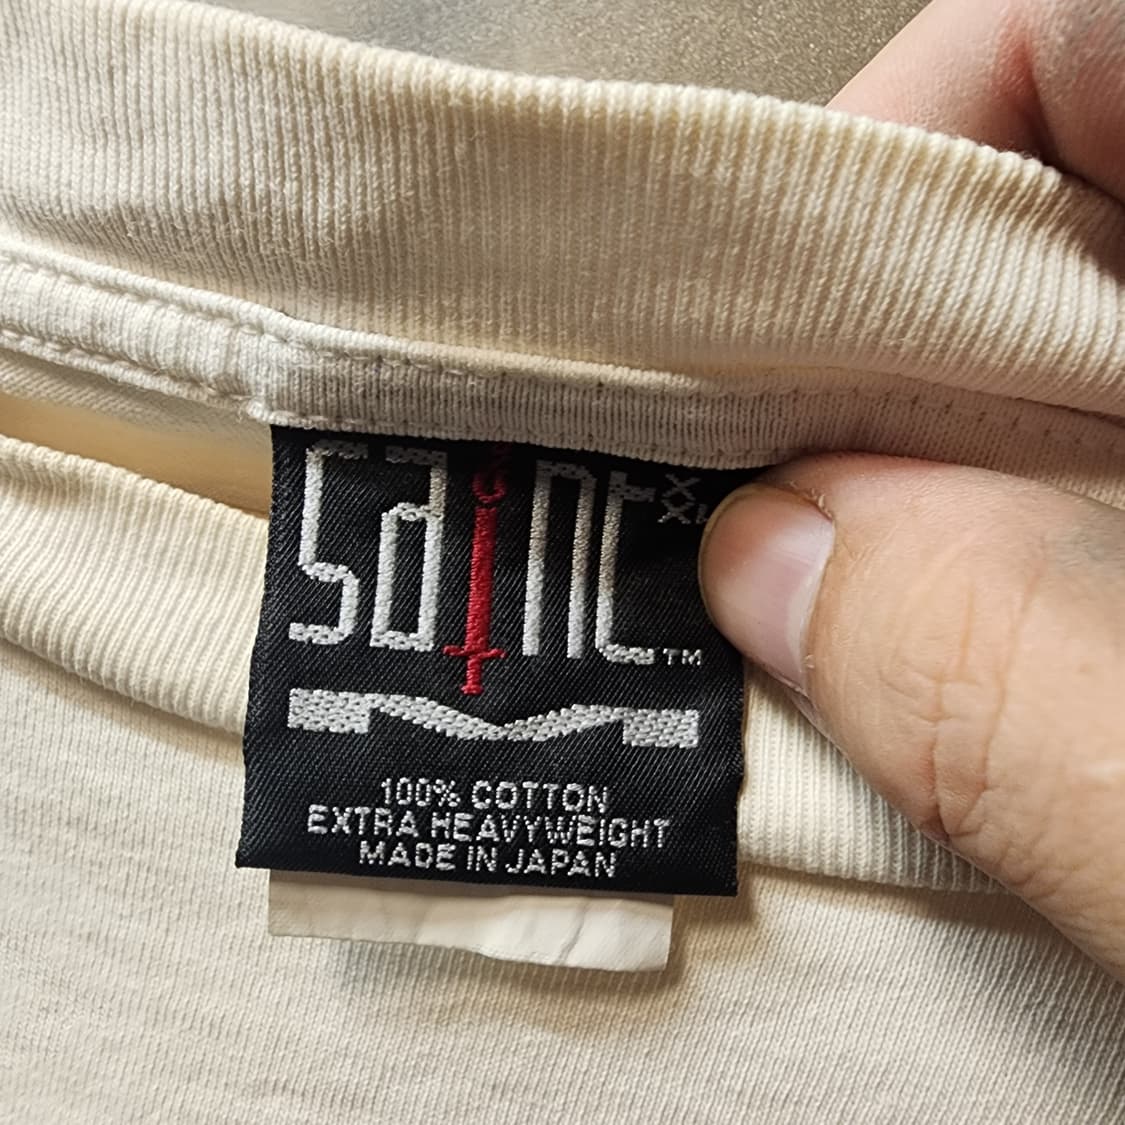 Saint
XXL
TM
100% COTTON
EXTRA HEAVYWEIGHT
MADE IN JAPAN